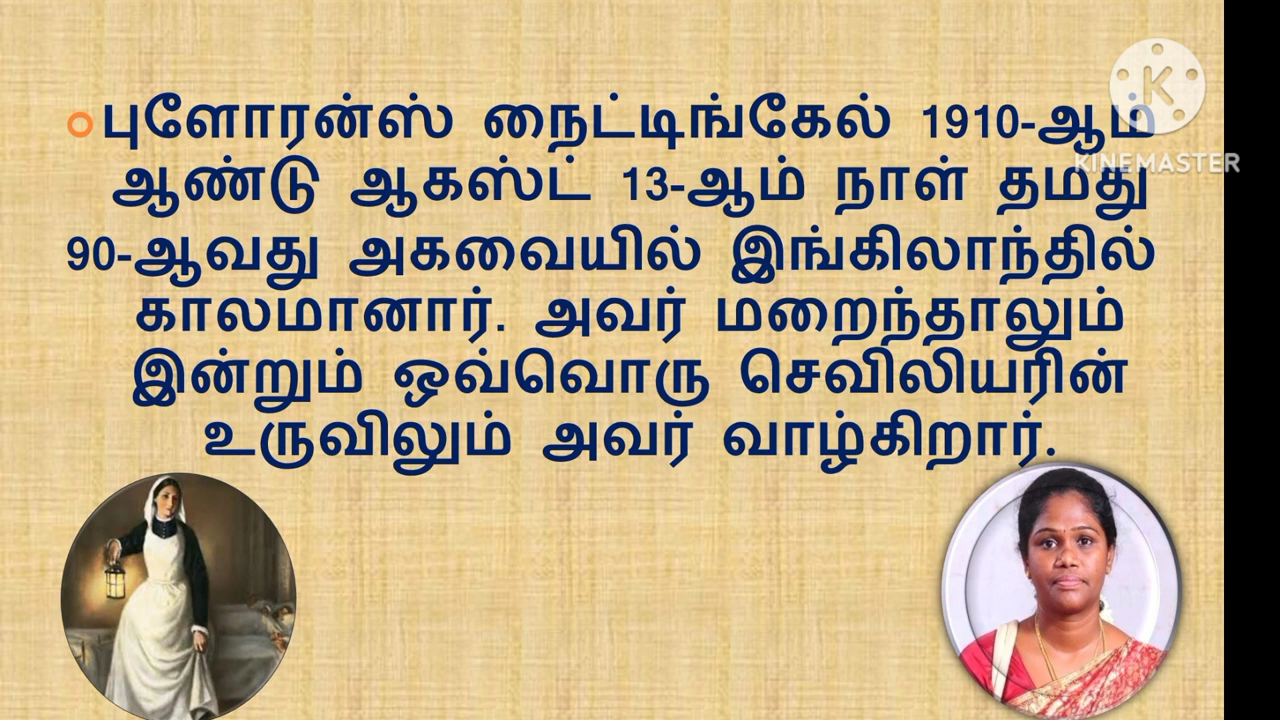 புளோரன்ஸ் நைட்டிங்கேல் 1910-ஆம்
ஆண்டு ஆகஸ்ட் 13-ஆம் நாள் தமது
90-ஆவது அகவையில் இங்கிலாந்தில்
காலமானார். அவர் மறைந்தாலும்
இன்றும் ஒவ்வொரு செவிலியரின்
உருவிலும் அவர் வாழ்கிறார்.
K
KINEMASTER